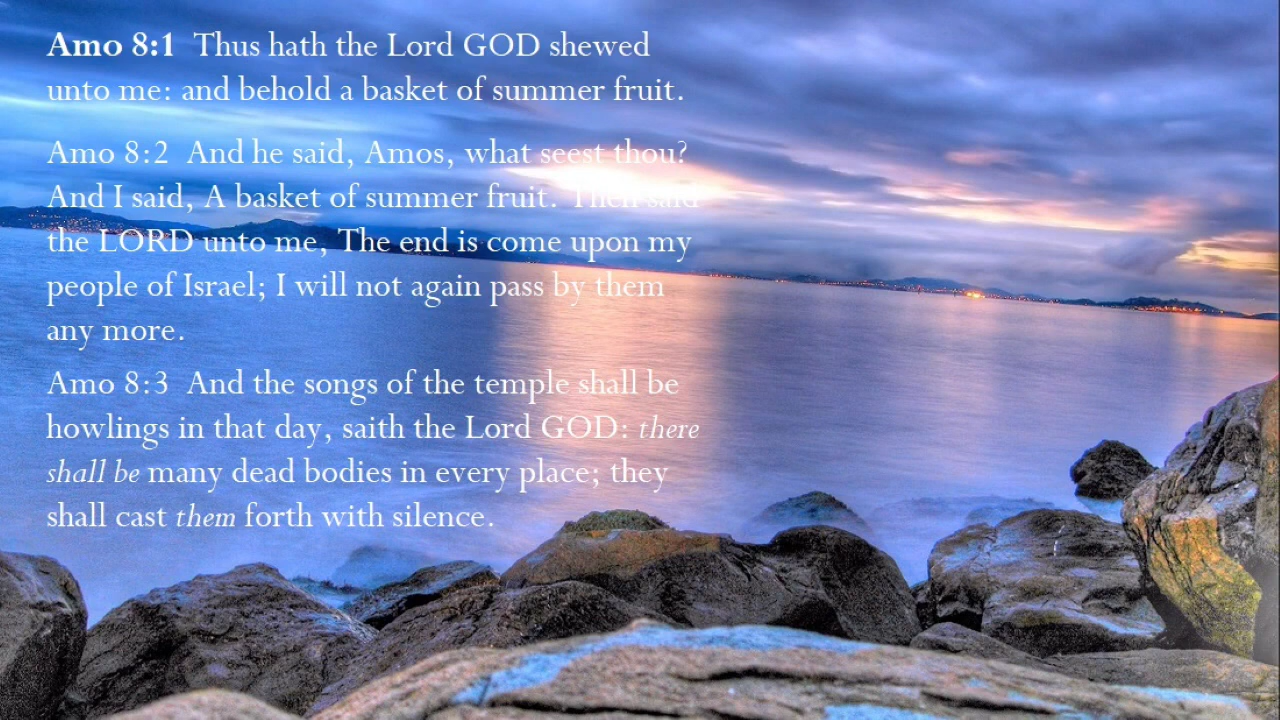 Amo 8:1 Thus hath the Lord GOD shewed
unto me: and behold a basket of summer fruit.
Amo 8:2 And he said, Amos, what seest thou?
And I said, A basket of summer fruit. Then said
the LORD unto me, The end is come upon my
people of Israel; I will not again pass by them
any more.
Amo 8:3 And the songs of the temple shall be
howlings in that day, saith the Lord GOD: there
shall be many dead bodies in every place; they
shall cast them forth with silence.